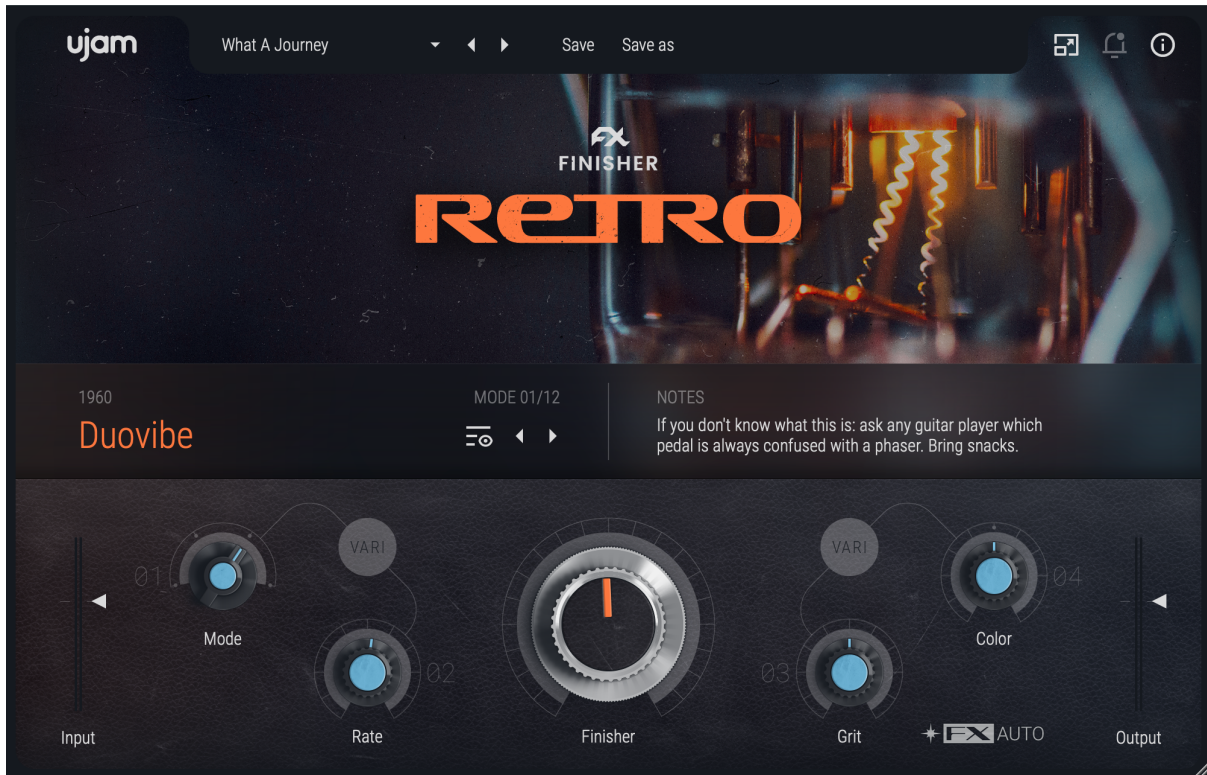 ujam
What A Journey
Save
Save as
FX
FINISHER
RETRO
1960
Duovibe
MODE 01/12
NOTES
If you don't know what this is: ask any guitar player which
pedal is always confused with a phaser. Bring snacks.
01
Mode
VARI
02
Rate
Finisher
VARI
03
Grit
04
Color
Input
FX AUTO
Output